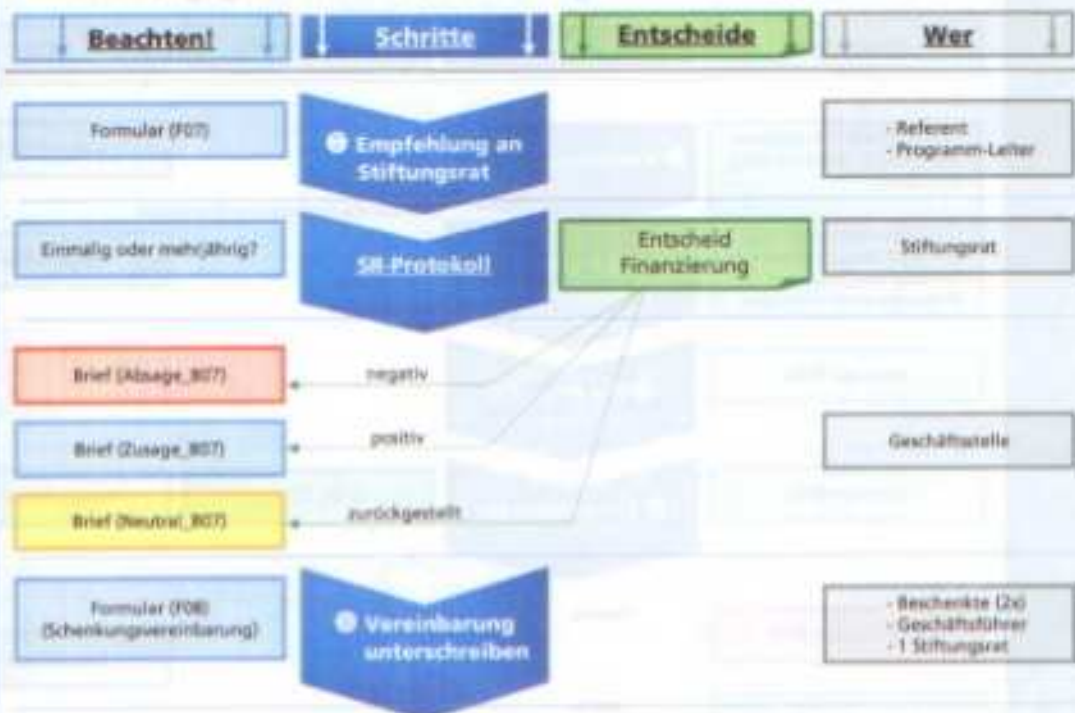 Beachten!
Schritte
Entscheide
Wer
Formular (F07)
Empfehlung an
Stiftungsrat
- Referent
- Programm-Leiter
Einmalig oder mehrjährig?
SR-Protokoll
Entscheid
Finanzierung
Stiftungsrat
Brief (Absage_B07)
negativ
Brief (Zusage_B07)
positiv
Geschäftsstelle
Brief (Neutral_B07)
zurückgestellt
Formular (F08)
(Schenkungsvereinbarung)
Vereinbarung
unterschreiben
- Beschenkte (2x)
- Geschäftsführer
- 1 Stiftungsrat